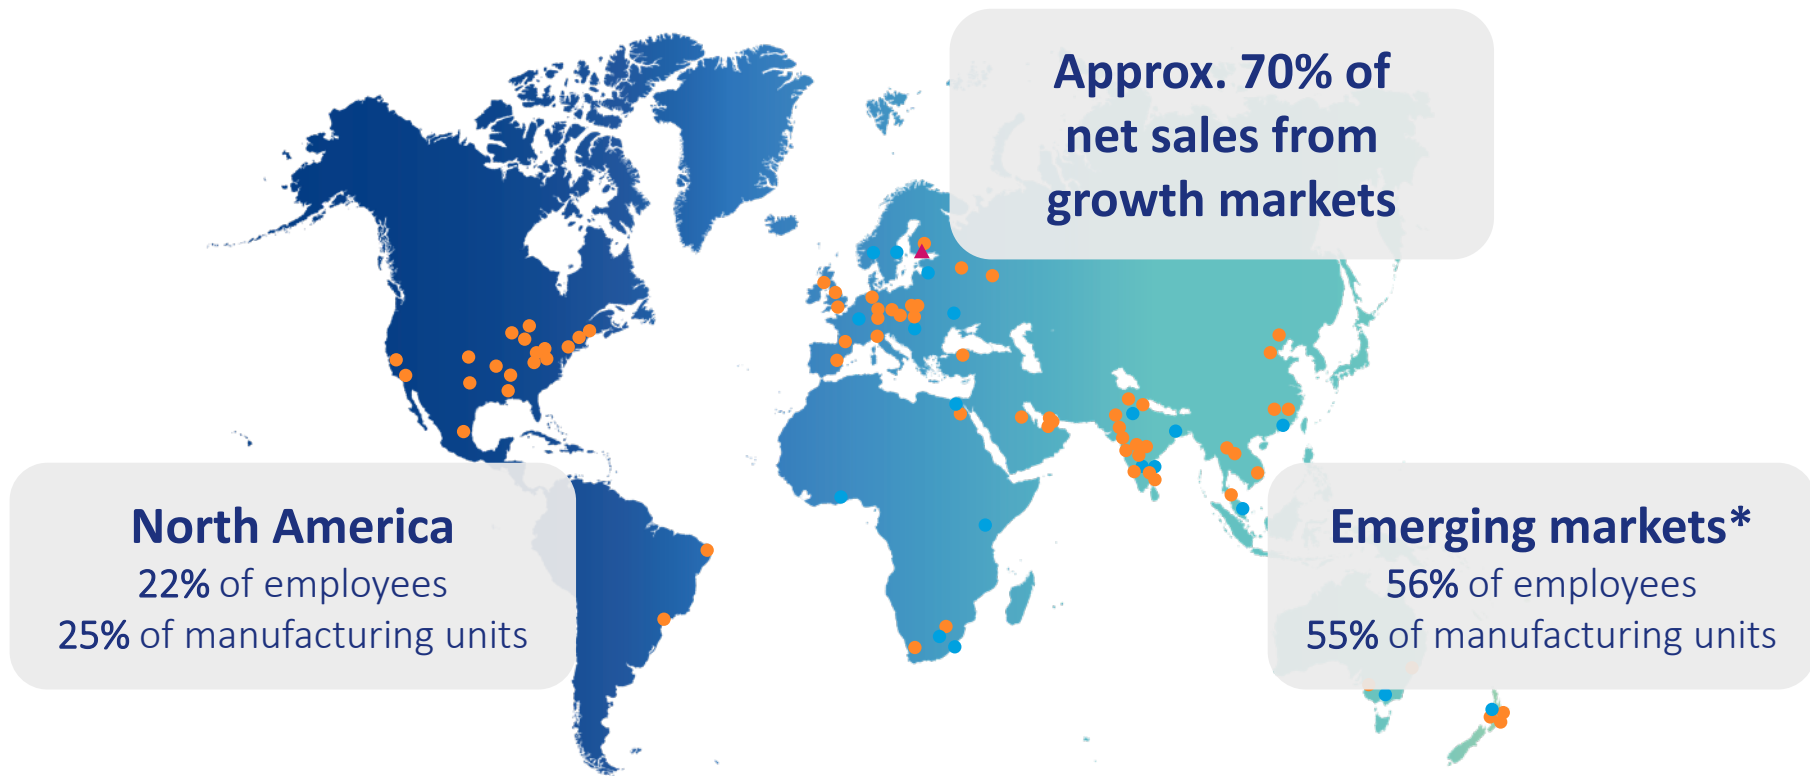 Approx. 70% of
net sales from
growth markets
North America
22% of employees
25% of manufacturing units
Emerging markets*
56% of employees
55% of manufacturing units